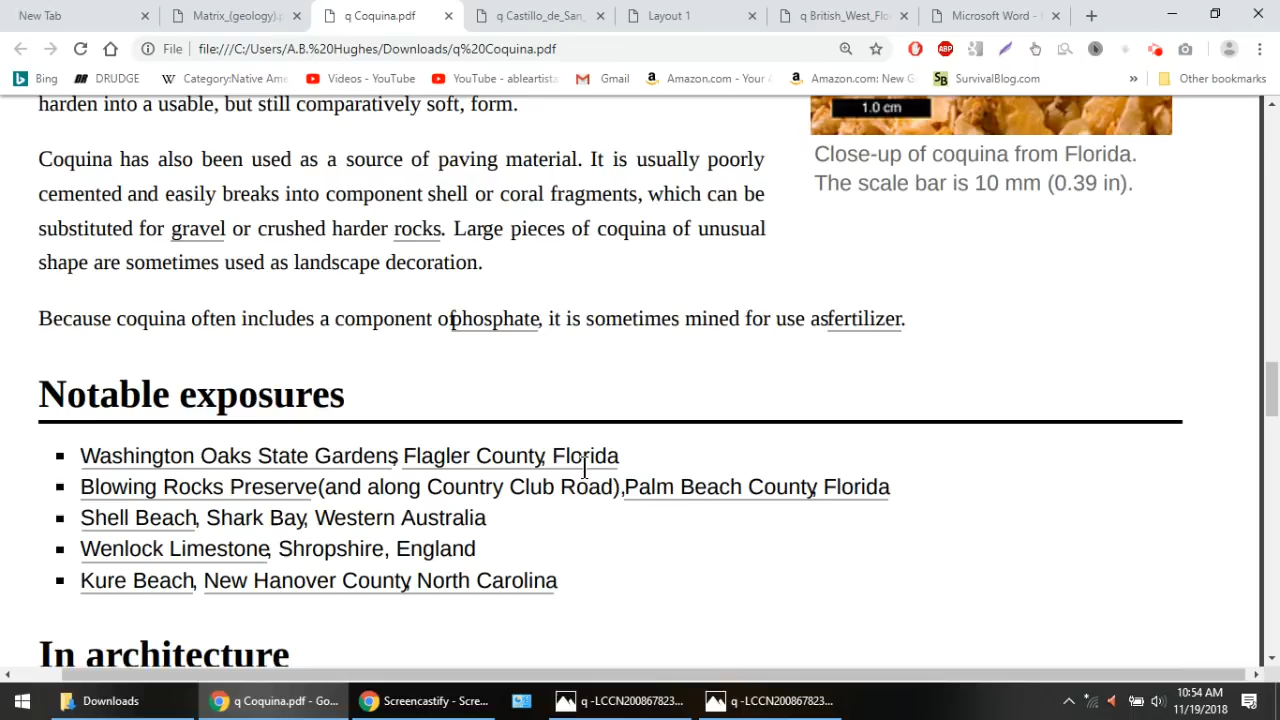 New Tab
Matrix_(geology).pd
q Coquina.pdf
q Castillo_de_San_
Layout 1
q British_West_Flo
Microsoft Word -
File
file:///C:/Users/A.B.%20Hughes/Downloads/q%20Coquina.pdf
Bing
DRUDGE
Category:Native Ame
Videos - YouTube
YouTube - ableartista
Gmail
Amazon.com - Your A
Amazon.com: New G
SurvivalBlog.com
»
Other bookmarks
harden into a usable, but still comparatively soft, form.
1.0 cm
Close-up of coquina from Florida.
The scale bar is 10 mm (0.39 in).
Coquina has also been used as a source of paving material. It is usually poorly
cemented and easily breaks into component shell or coral fragments, which can be
substituted for gravel or crushed harder rocks. Large pieces of coquina of unusual
shape are sometimes used as landscape decoration.
Because coquina often includes a component of phosphate, it is sometimes mined for use as fertilizer.
Notable exposures
Washington Oaks State Gardens, Flagler County, Florida
Blowing Rocks Preserve (and along Country Club Road), Palm Beach County, Florida
Shell Beach, Shark Bay, Western Australia
Wenlock Limestone, Shropshire, England
Kure Beach, New Hanover County, North Carolina
In architecture
Downloads
q Coquina.pdf - Go...
Screencastify - Scre...
q -LCCN200867823...
q -LCCN200867823...
10:54 AM
11/19/2018